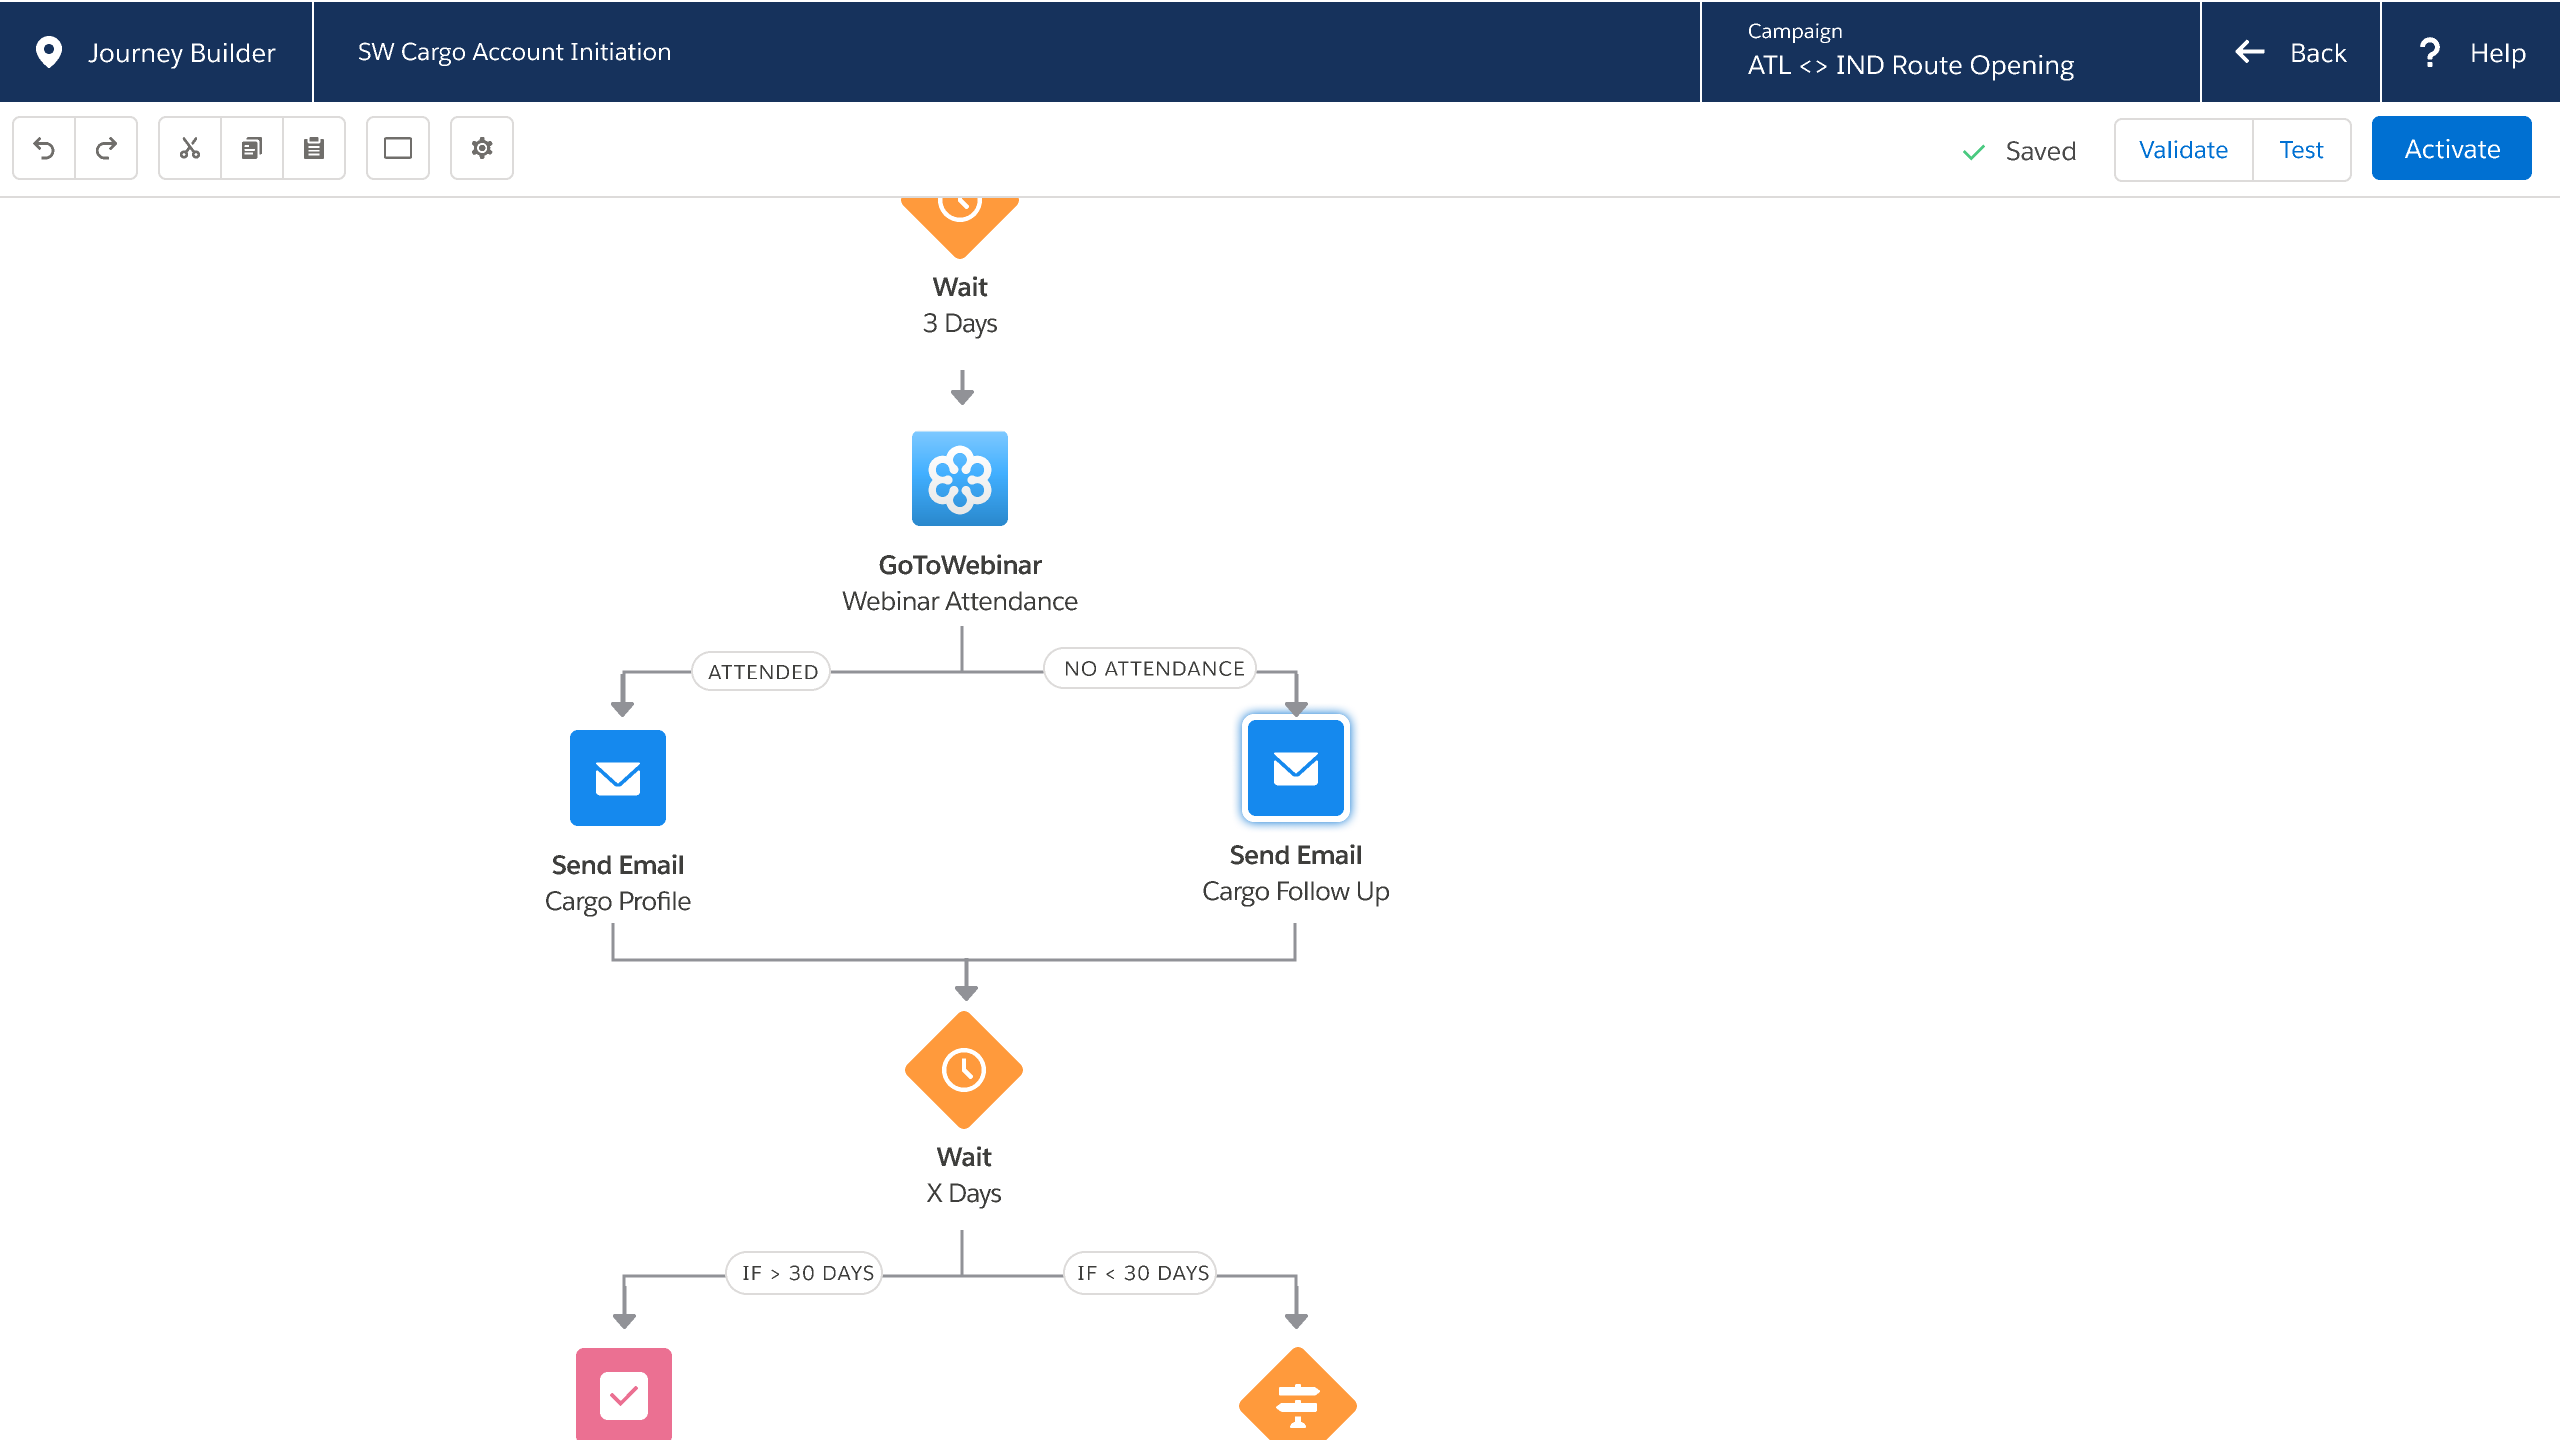 Journey Builder
SW Cargo Account Initiation
Campaign
ATL <> IND Route Opening
Back
? Help
Saved
Validate
Test
Activate
Wait
3 Days
GoToWebinar
Webinar Attendance
ATTENDED
NO ATTENDANCE
Send Email
Cargo Profile
Send Email
Cargo Follow Up
Wait
X Days
IF > 30 DAYS
IF < 30 DAYS